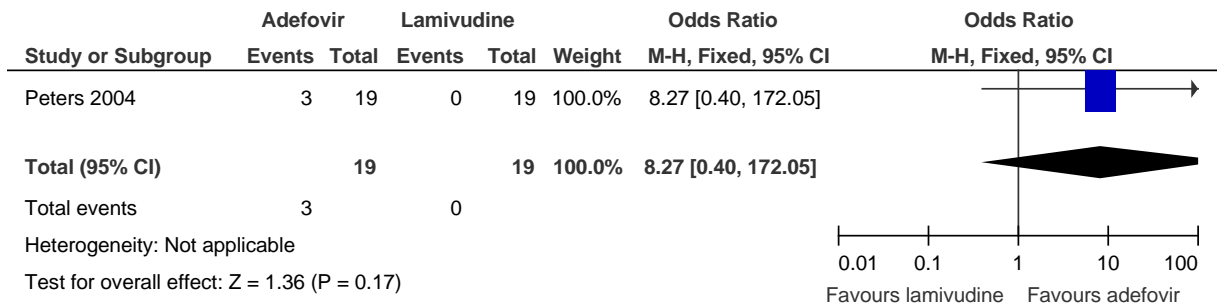 Adefovir Lamivudine Odds Ratio Odds Ratio
Study or Subgroup Events Total Events Total Weight M-H, Fixed, 95% CI M-H, Fixed, 95% CI
Peters 2004 3 19 0 19 100.0% 8.27 [0.40, 172.05]
Total (95% CI) 19 19 100.0% 8.27 [0.40, 172.05]
Total events 3 0
Heterogeneity: Not applicable
Test for overall effect: Z = 1.36 (P = 0.17)
0.01 0.1 1 10 100
Favours lamivudine Favours adefovir